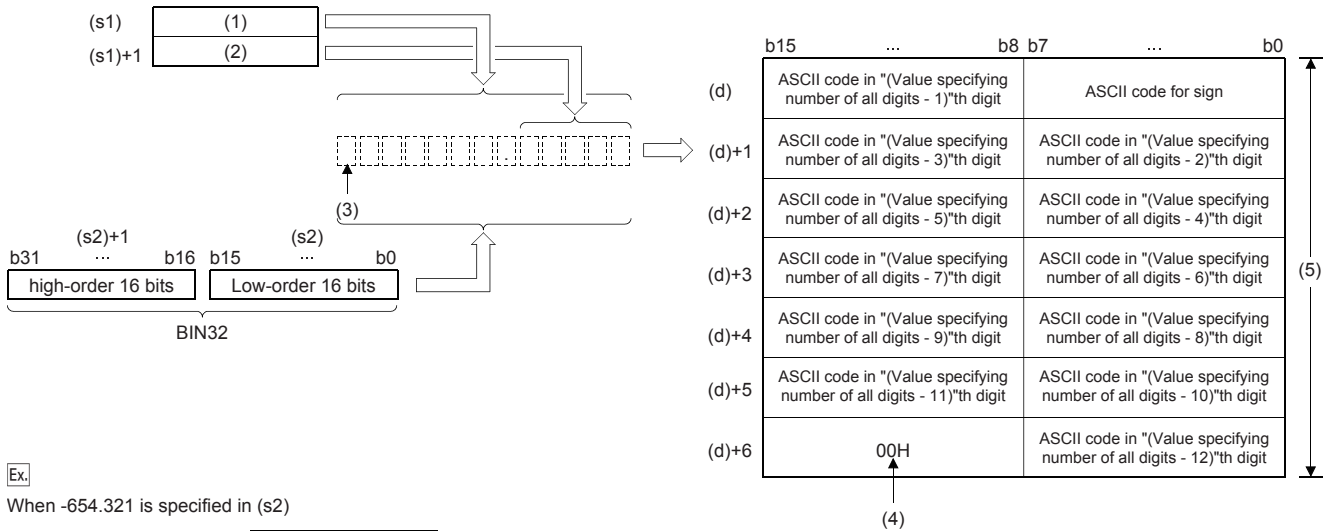 (s1) (1)
(s1)+1 (2)
.
(3)
(s2)+1 (s2)
b31 ... b16 b15 ... b0
high-order 16 bits Low-order 16 bits
BIN32
b15 ... b8 b7 ... b0
(d) ASCII code in "(Value specifying number of all digits - 1)"th digit ASCII code for sign
(d)+1 ASCII code in "(Value specifying number of all digits - 3)"th digit ASCII code in "(Value specifying number of all digits - 2)"th digit
(d)+2 ASCII code in "(Value specifying number of all digits - 5)"th digit ASCII code in "(Value specifying number of all digits - 4)"th digit
(d)+3 ASCII code in "(Value specifying number of all digits - 7)"th digit ASCII code in "(Value specifying number of all digits - 6)"th digit
(d)+4 ASCII code in "(Value specifying number of all digits - 9)"th digit ASCII code in "(Value specifying number of all digits - 8)"th digit
(d)+5 ASCII code in "(Value specifying number of all digits - 11)"th digit ASCII code in "(Value specifying number of all digits - 10)"th digit
(d)+6 00H ASCII code in "(Value specifying number of all digits - 12)"th digit
(5)
(4)
Ex.
When -654.321 is specified in (s2)